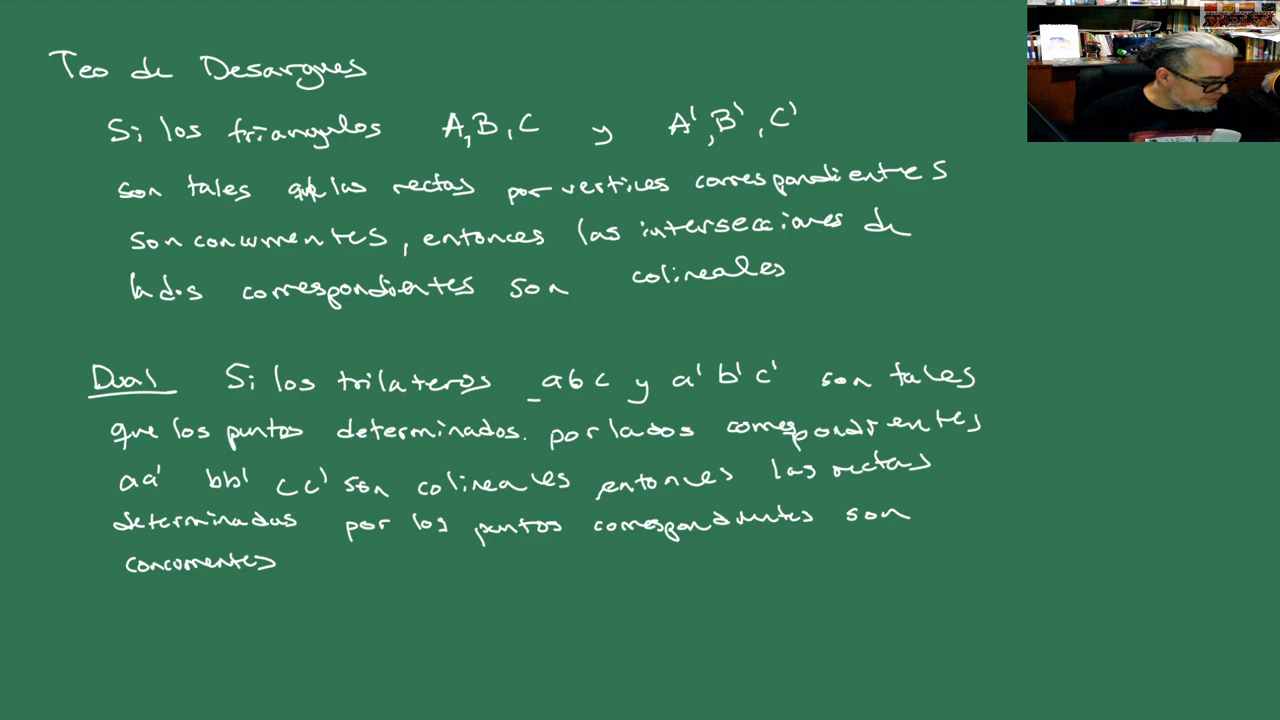 Teo de Desargues
Si los triangulos A, B, C y A', B', C'
son tales que las rectas por vertices correspondientes
son concurrentes, entonces las intersecciones de
lados correspondientes son colineales
Dual Si los trilateros abc y a' b' c' son tales
que los puntos determinados. por lados correspondientes
aa' bb' cc' son colineales, entonces las rectas
determinadas por los puntos correspondientes son
concurrentes